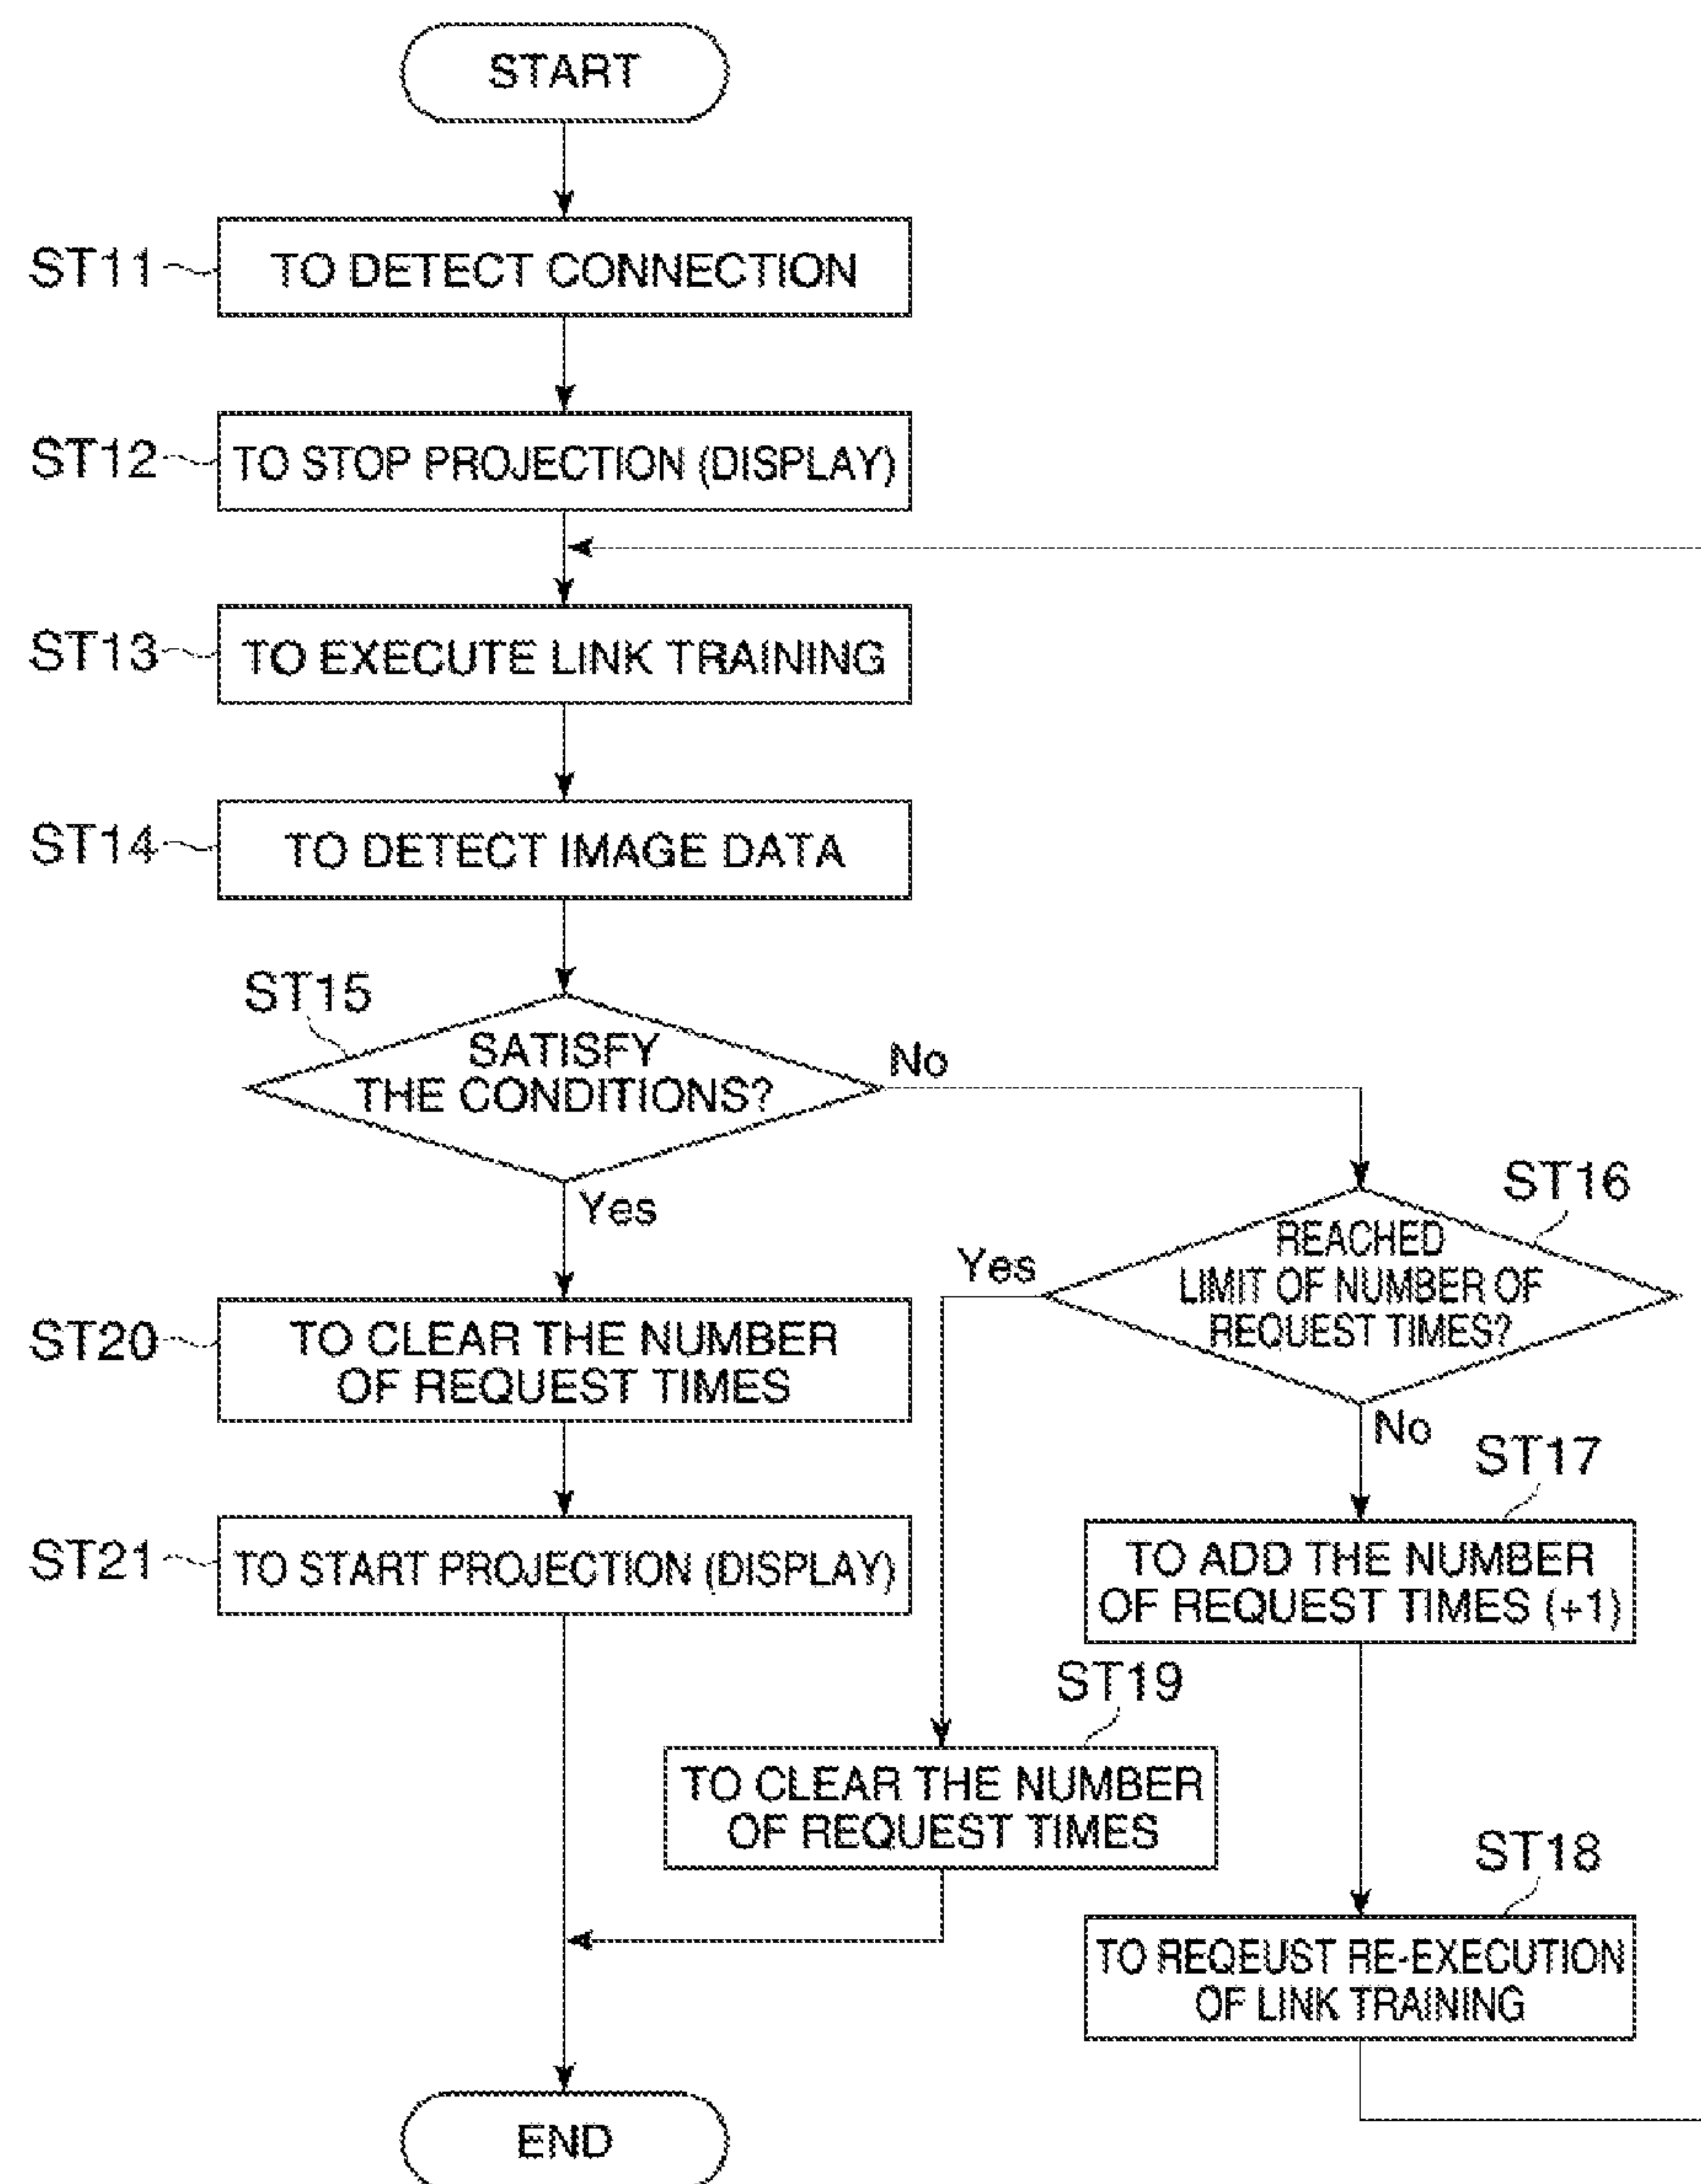 START
ST11
TO DETECT CONNECTION
ST12
TO STOP PROJECTION (DISPLAY)
ST13
TO EXECUTE LINK TRAINING
ST14
TO DETECT IMAGE DATA
ST15
SATISFY
THE CONDITIONS?
No
Yes
ST16
REACHED
LIMIT OF NUMBER OF
REQUEST TIMES?
Yes
No
ST20
TO CLEAR THE NUMBER
OF REQUEST TIMES
ST17
TO ADD THE NUMBER
OF REQUEST TIMES (+1)
ST21
TO START PROJECTION (DISPLAY)
ST19
TO CLEAR THE NUMBER
OF REQUEST TIMES
ST18
TO REQEUST RE-EXECUTION
OF LINK TRAINING
END